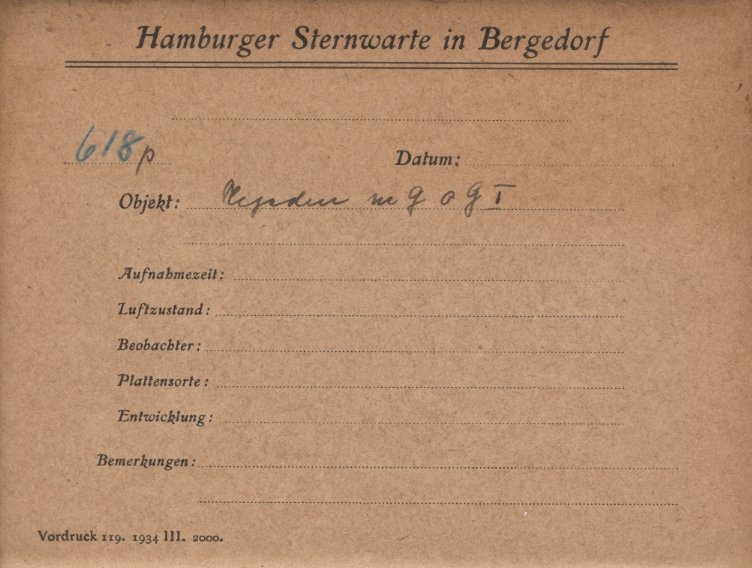 Hamburger Sternwarte in Bergedorf
618p
Datum:
Objekt:
Aufnahmezeit:
Luftzustand:
Beobachter:
Plattensorte:
Entwicklung:
Bemerkungen:
Vordruck 119. 1934 III. 2000.